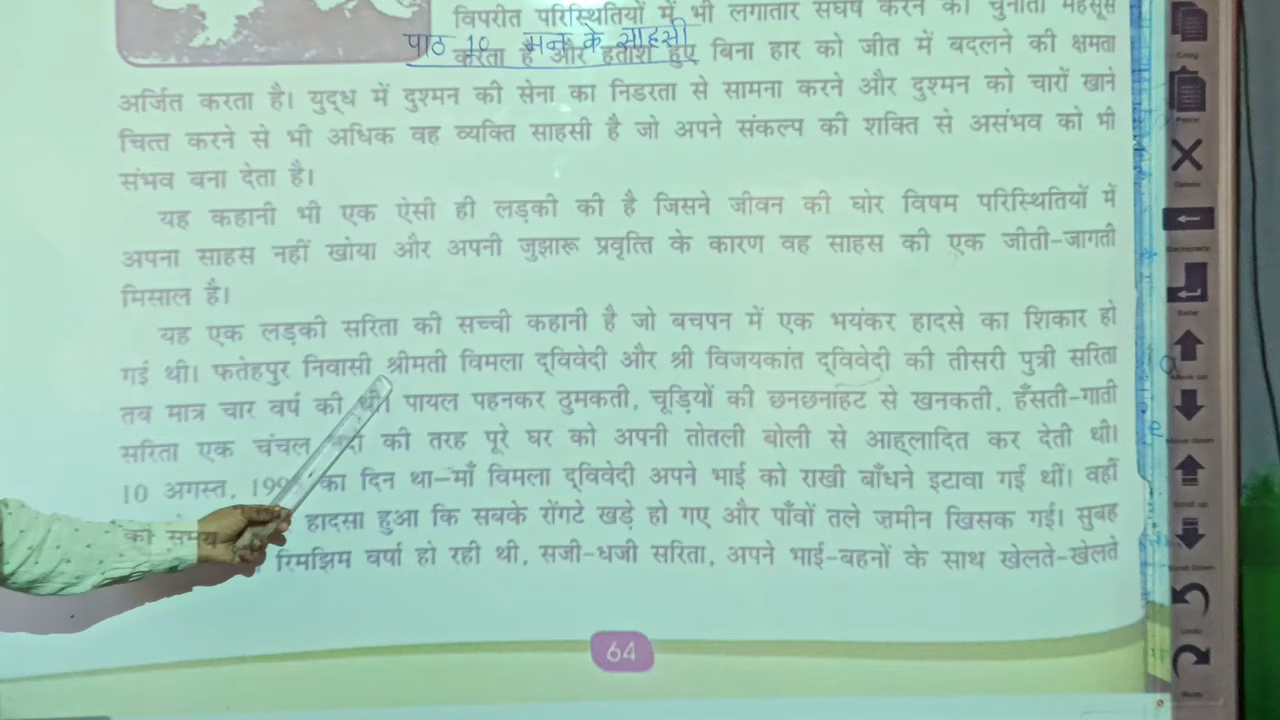 विपरीत परिस्थितियों में भी लगातार संघर्ष करने की चुनौती महसूस
पाठ 10 मन के साहसी
करता है और हताश हुए बिना हार को जीत में बदलने की क्षमता
अर्जित करता है। युद्ध में दुश्मन की सेना का निडरता से सामना करने और दुश्मन को चारों खाने
चित्त करने से भी अधिक वह व्यक्ति साहसी है जो अपने संकल्प की शक्ति से असंभव को भी
संभव बना देता है।
यह कहानी भी एक ऐसी ही लड़की की है जिसने जीवन की घोर विषम परिस्थितियों में
अपना साहस नहीं खोया और अपनी जुझारू प्रवृत्ति के कारण वह साहस की एक जीती-जागती
मिसाल है।
यह एक लड़की सरिता की सच्ची कहानी है जो बचपन में एक भयंकर हादसे का शिकार हो
गई थी। फतेहपुर निवासी श्रीमती विमला द्विवेदी और श्री विजयकांत द्विवेदी की तीसरी पुत्री सरिता
तब मात्र चार वर्ष की थी। पायल पहनकर ठुमकती, चूड़ियों की छनछनाहट से खनकती, हँसती-गाती
सरिता एक चंचल की तरह पूरे घर को अपनी तोतली बोली से आह्लादित कर देती थी।
10 अगस्त, 199 का दिन था-माँ विमला द्विवेदी अपने भाई को राखी बाँधने इटावा गई थीं। वहीं
हादसा हुआ कि सबके रोंगटे खड़े हो गए और पाँवों तले ज़मीन खिसक गई। सुबह
की समय रिमझिम वर्षा हो रही थी, सजी-धजी सरिता, अपने भाई-बहनों के साथ खेलते-खेलते
64